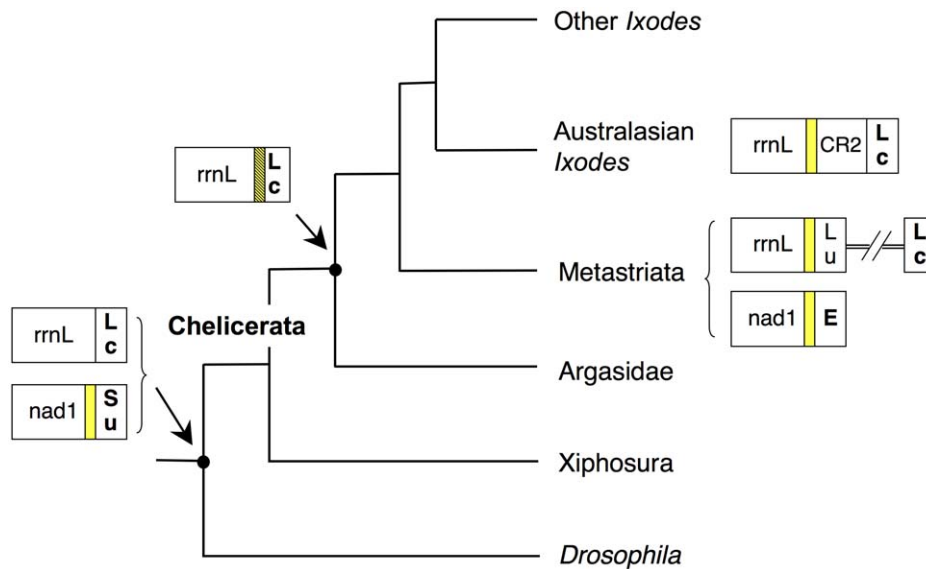 Other Ixodes
Australasian
Ixodes
rrnL
CR2
L
c
rrnL
L
c
rrnL
L
u
L
c
Metastriata
nad1
E
Chelicerata
rrnL
L
c
Argasidae
nad1
S
u
Xiphosura
Drosophila